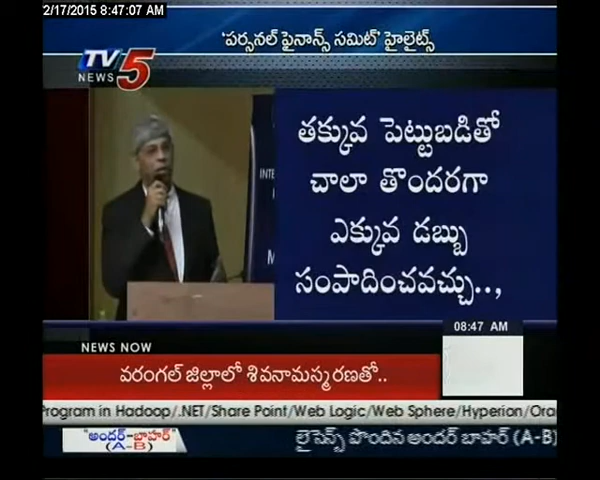 2/17/2015 8:47:07 AM
'పర్సనల్ ఫైనాన్స్ సమిట్' హైలైట్స్
TV5
NEWS
తక్కువ పెట్టుబడితో
చాలా తొందరగా
ఎక్కువ డబ్బు
సంపాదించవచ్చు..,
INTE
M
08:47 AM
NEWS NOW
వరంగల్ జిల్లాలో శివనామస్మరణతో..
Program in Hadoop/.NET/Share Point/Web Logic/Web Sphere/Hyperion/Ora
"అందర్-బాహర్"
(A-B)
లైసెన్స్ పొందిన అందర్ బాహర్ (A-B)